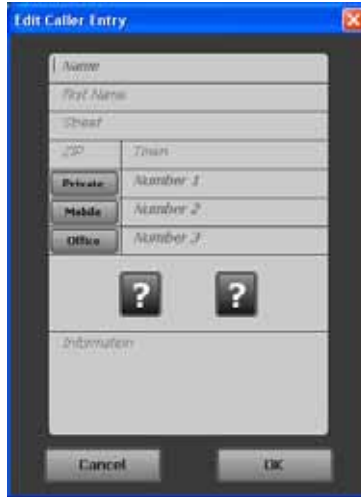 Edit Caller Entry
Name
First Name
Street
ZIP Town
Private Number 1
Mobile Number 2
Office Number 3
? ?
Information
Cancel OK